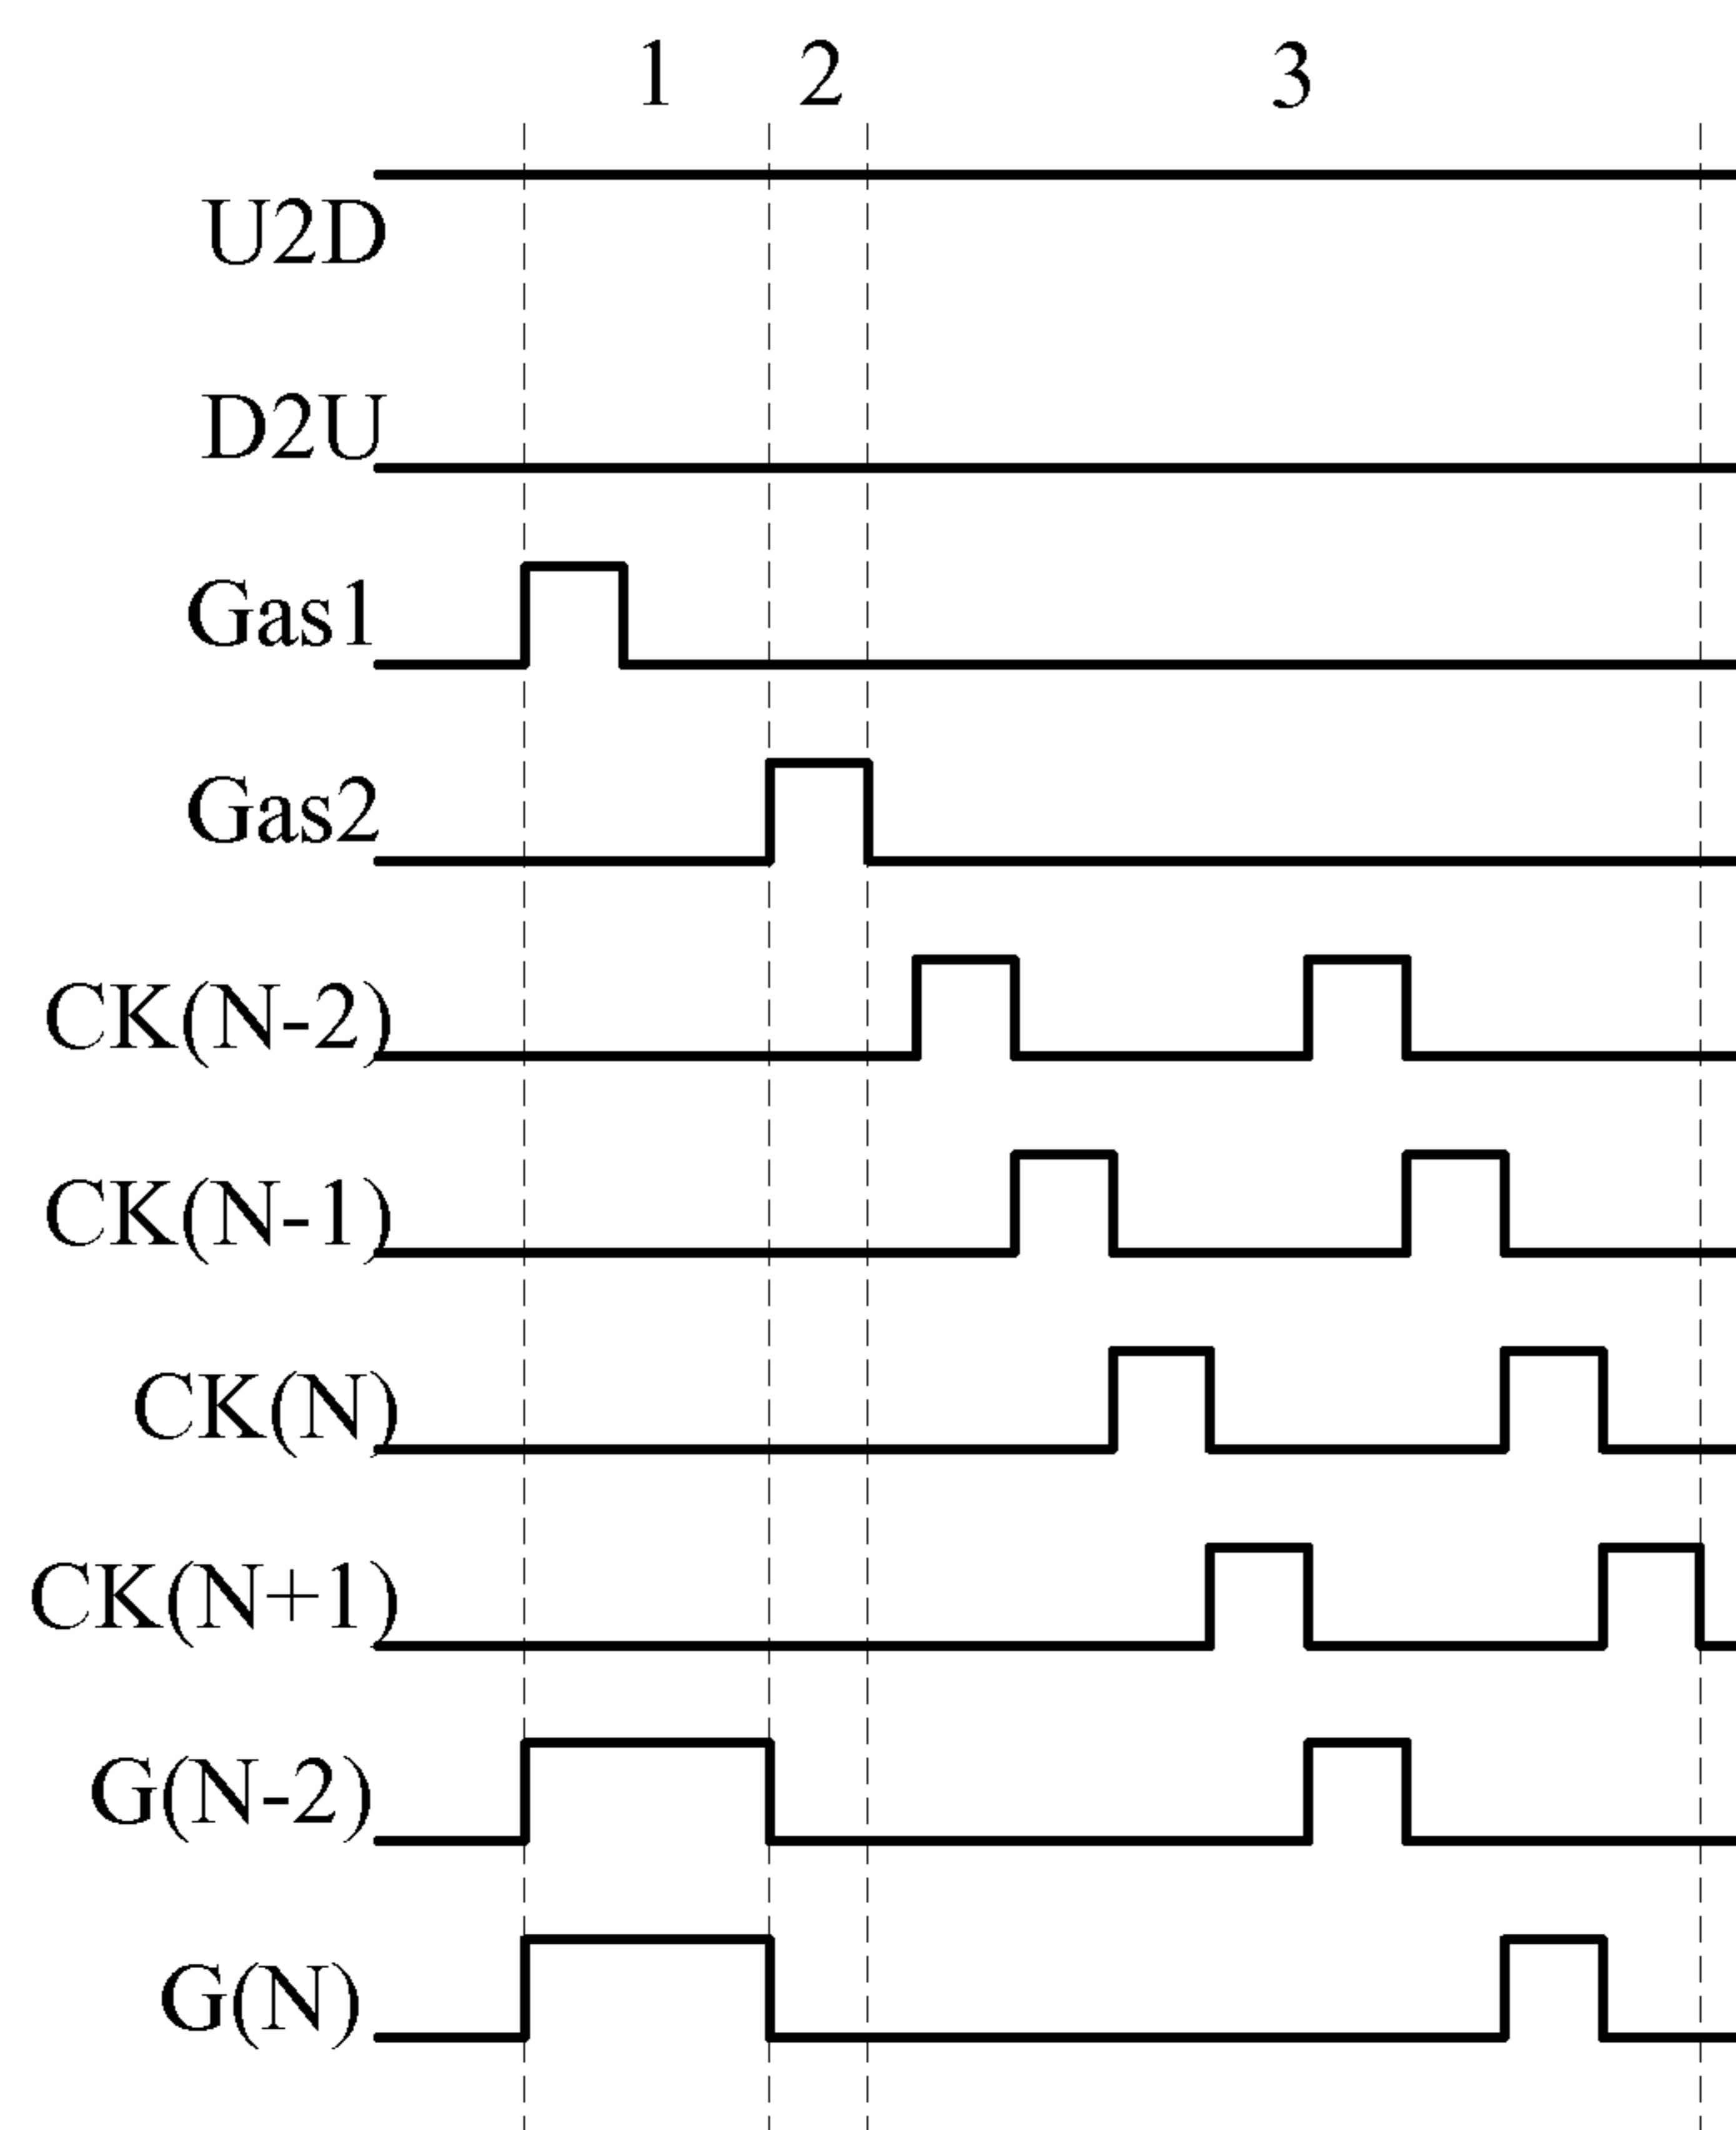 1 2 3
U2D
D2U
Gas1
Gas2
CK(N-2)
CK(N-1)
CK(N)
CK(N+1)
G(N-2)
G(N)